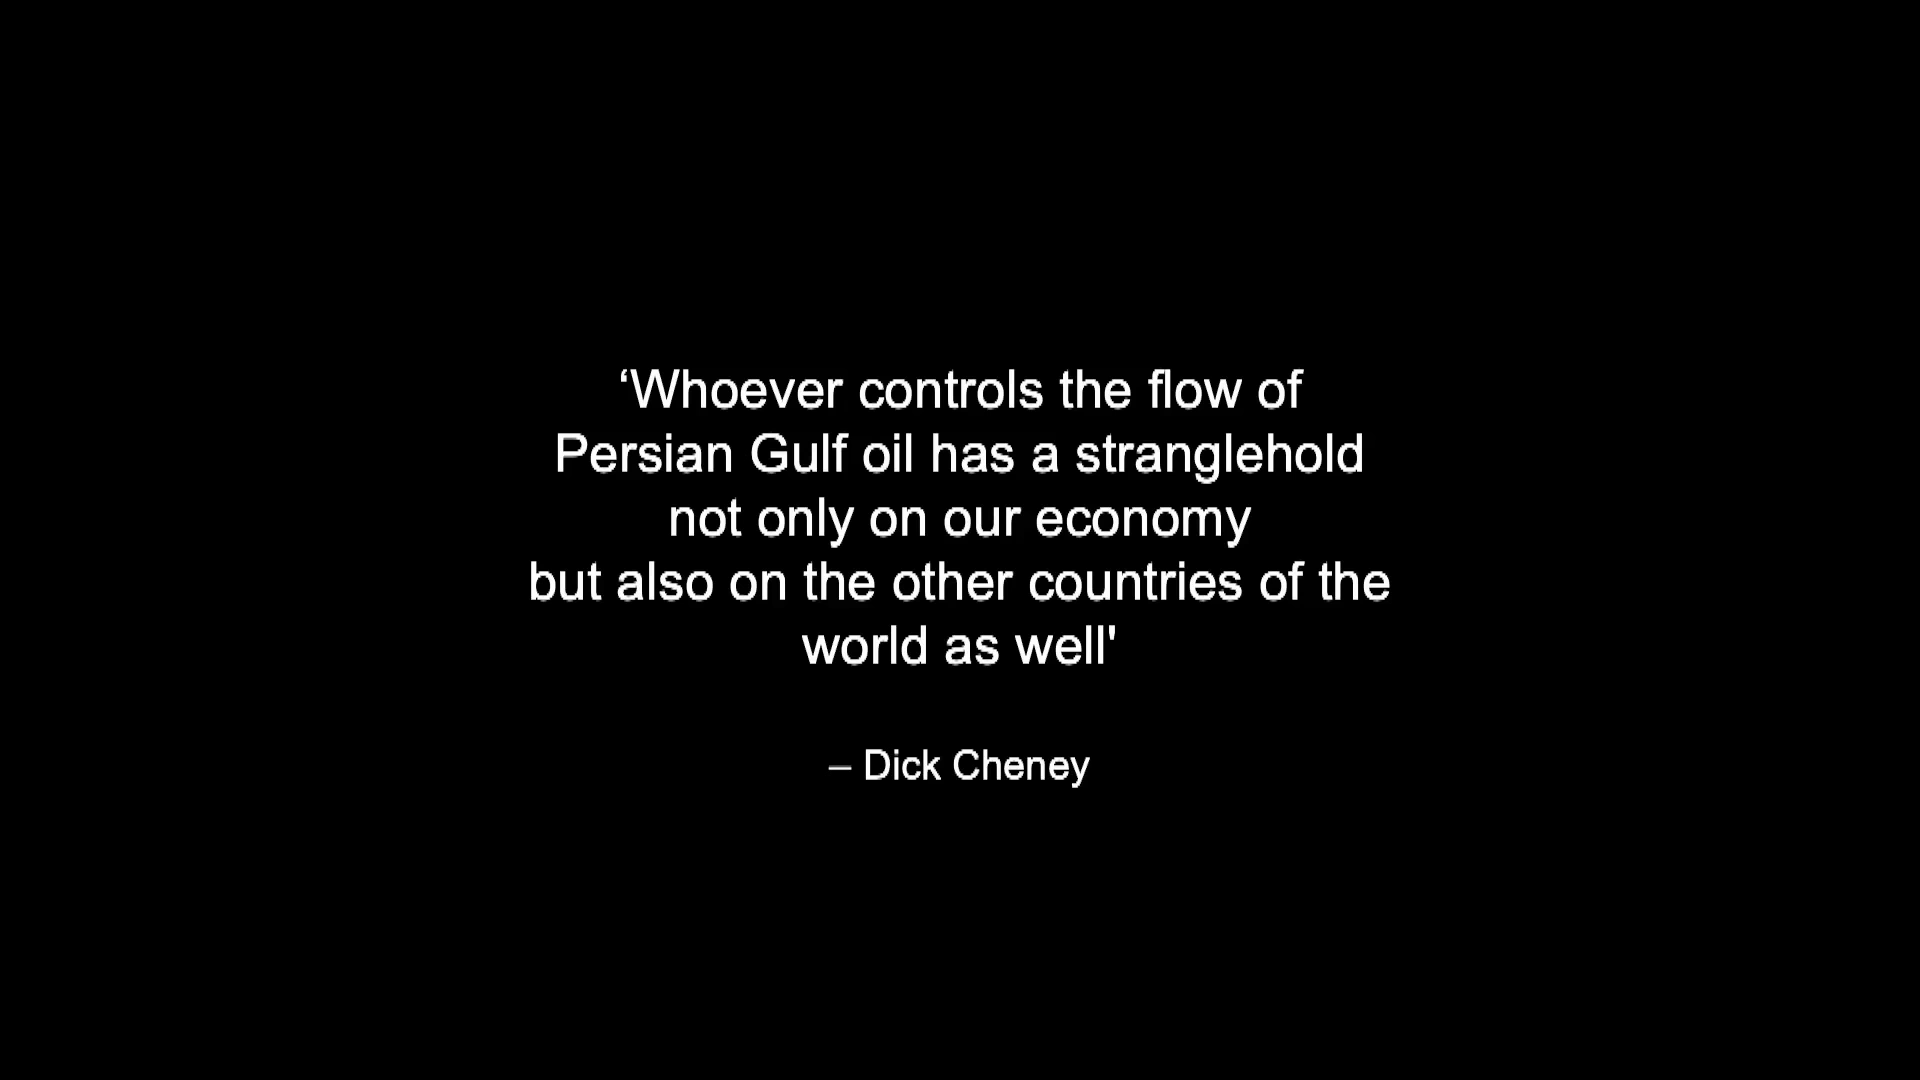 ‘Whoever controls the flow of
Persian Gulf oil has a stranglehold
not only on our economy
but also on the other countries of the
world as well'
– Dick Cheney